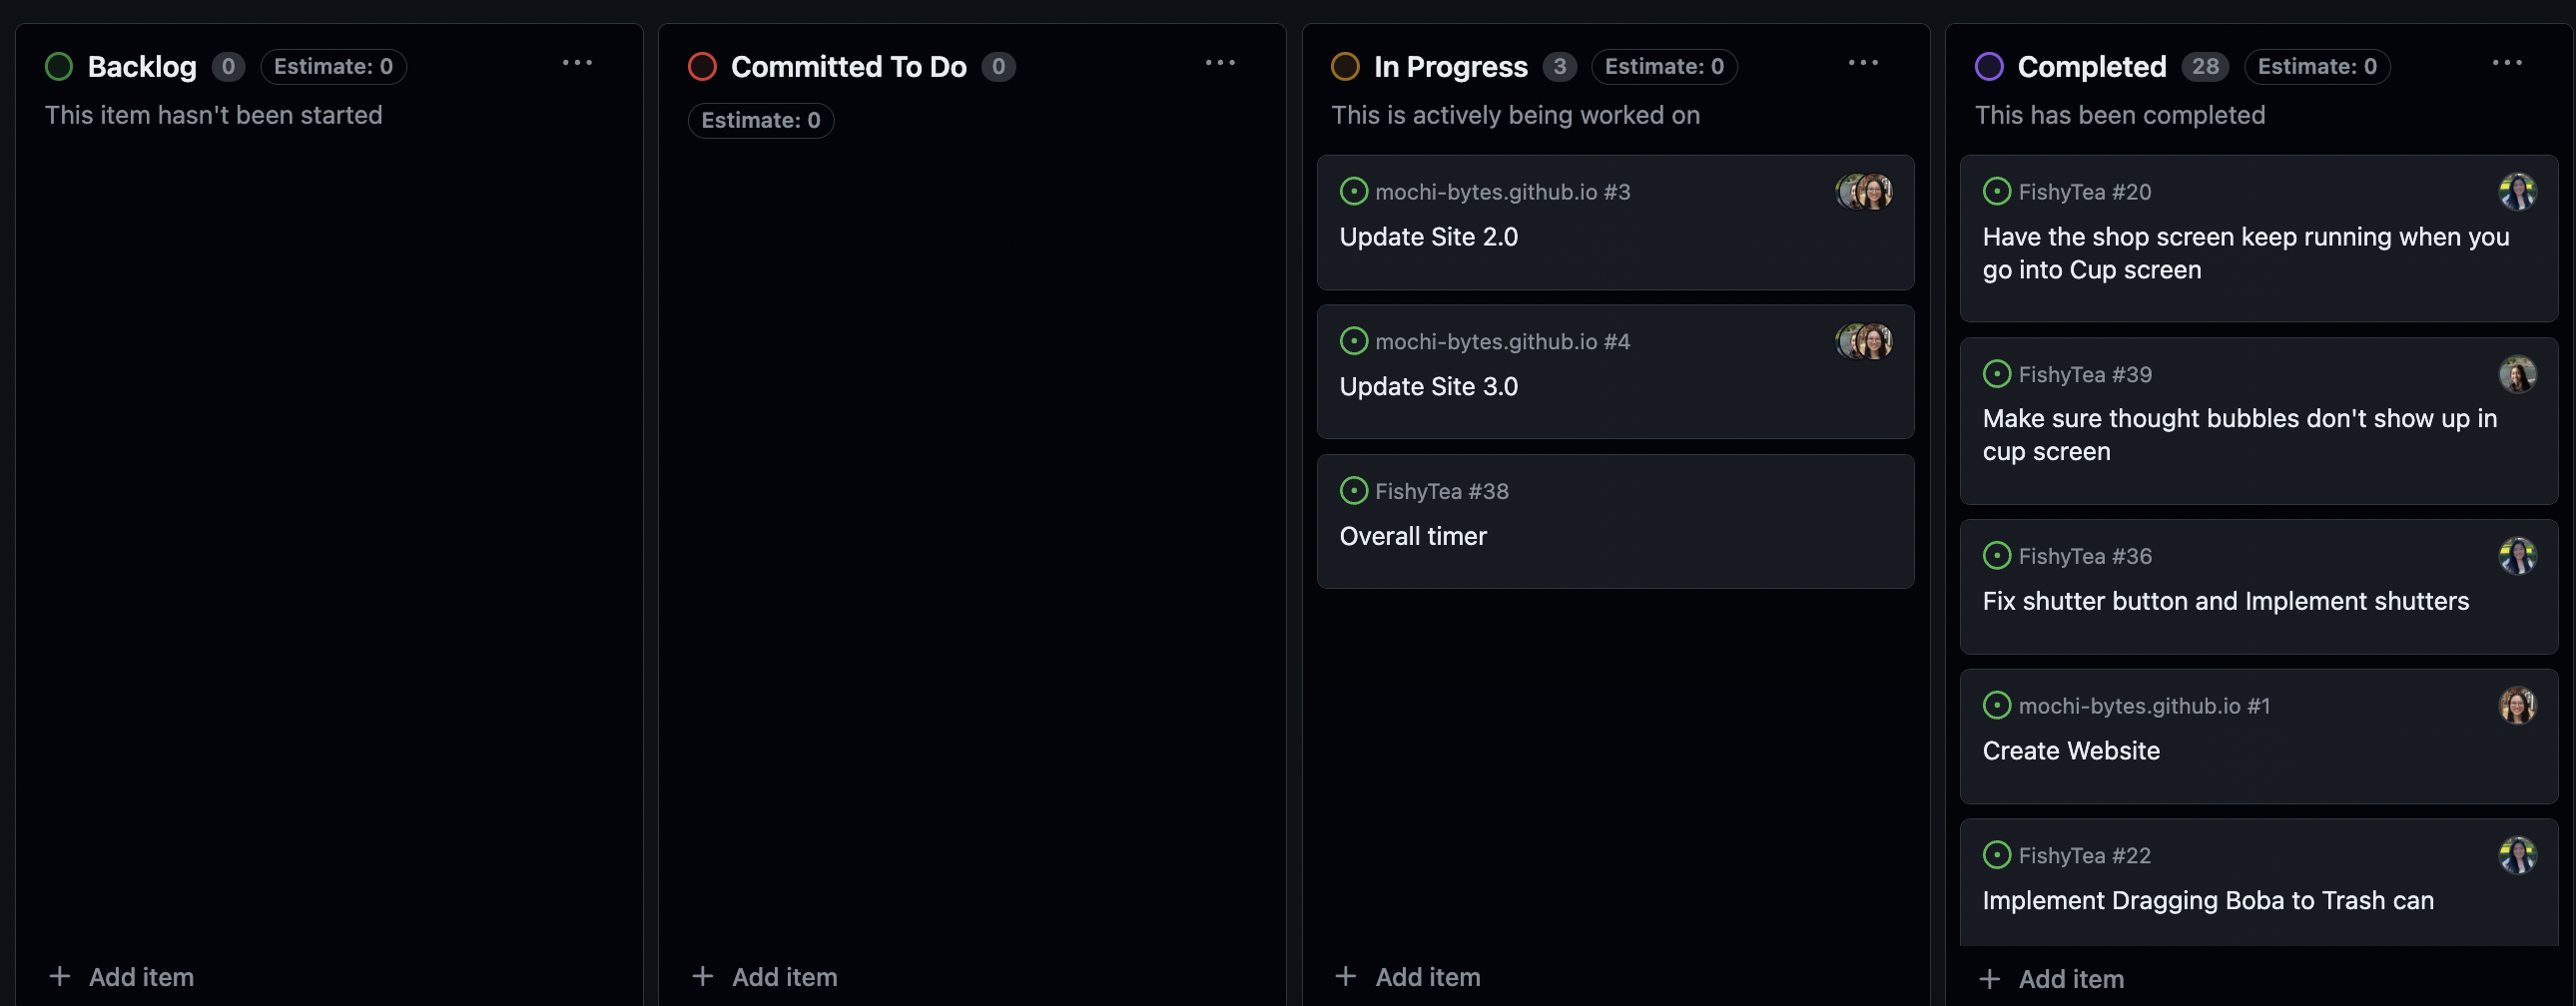 Backlog 0 Estimate: 0
This item hasn't been started
Add item
Committed To Do 0
Estimate: 0
Add item
In Progress 3 Estimate: 0
This is actively being worked on
mochi-bytes.github.io #3
Update Site 2.0
mochi-bytes.github.io #4
Update Site 3.0
FishyTea #38
Overall timer
Add item
Completed 28 Estimate: 0
This has been completed
FishyTea #20
Have the shop screen keep running when you
go into Cup screen
FishyTea #39
Make sure thought bubbles don't show up in
cup screen
FishyTea #36
Fix shutter button and Implement shutters
mochi-bytes.github.io #1
Create Website
FishyTea #22
Implement Dragging Boba to Trash can
Add item